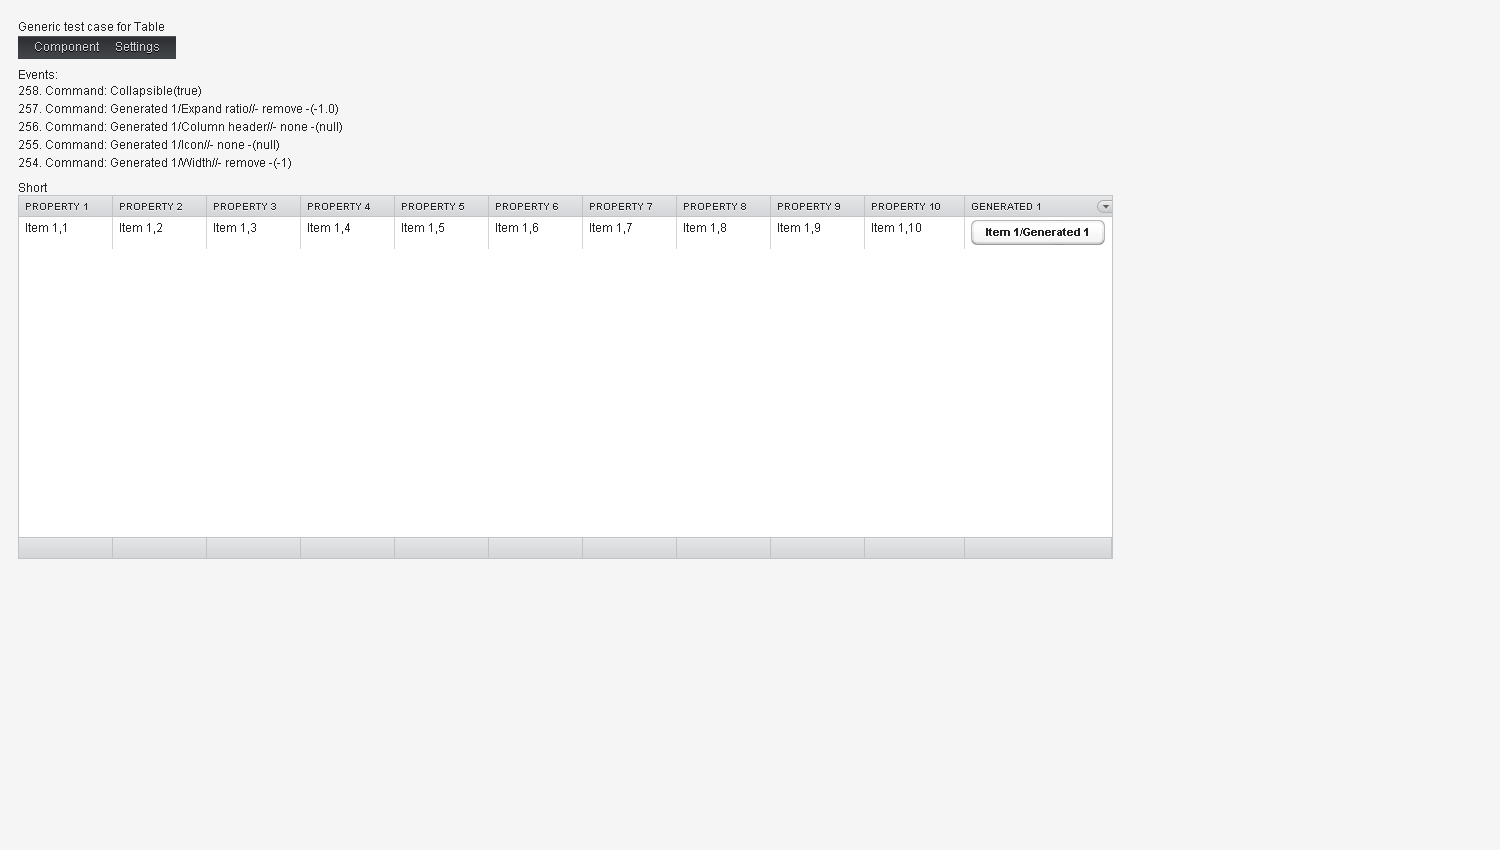 Generic test case for Table
Component Settings
Events:
258. Command: Collapsible(true)
257. Command: Generated 1/Expand ratio//- remove -(-1.0)
256. Command: Generated 1/Column header//- none -(null)
255. Command: Generated 1/Icon//- none -(null)
254. Command: Generated 1/Width//- remove -(-1)
Short
PROPERTY 1 PROPERTY 2 PROPERTY 3 PROPERTY 4 PROPERTY 5 PROPERTY 6 PROPERTY 7 PROPERTY 8 PROPERTY 9 PROPERTY 10 GENERATED 1
Item 1,1 Item 1,2 Item 1,3 Item 1,4 Item 1,5 Item 1,6 Item 1,7 Item 1,8 Item 1,9 Item 1,10 Item 1/Generated 1